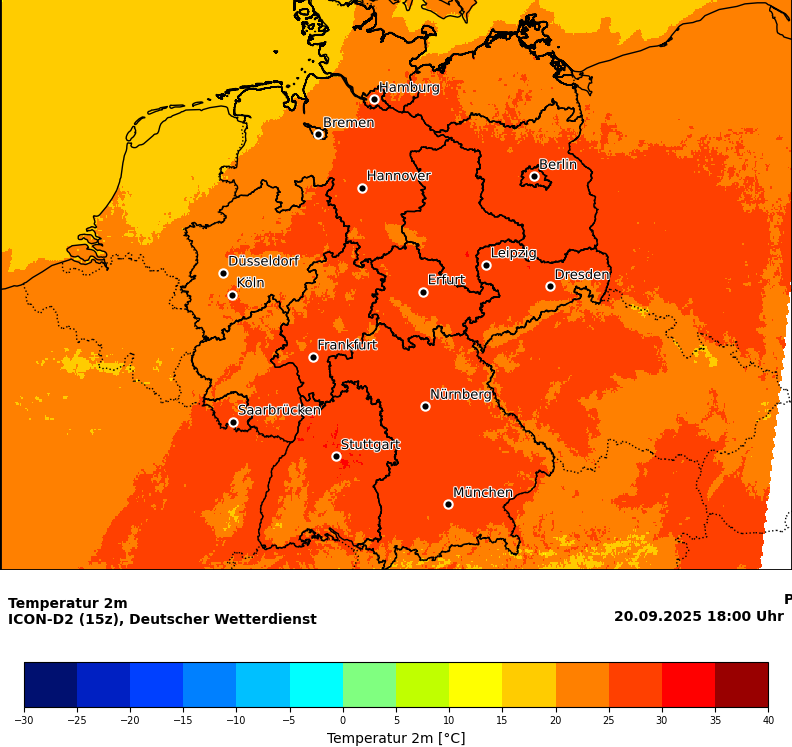 Hamburg
Bremen
Berlin
Hannover
Leipzig
Düsseldorf
Dresden
Köln
Erfurt
Frankfurt
Nürnberg
Saarbrücken
Stuttgart
München
P
Temperatur 2m
ICON-D2 (15z), Deutscher Wetterdienst
20.09.2025 18:00 Uhr
−30 −25 −20 −15 −10 −5 0 5 10 15 20 25 30 35 40
Temperatur 2m [°C]